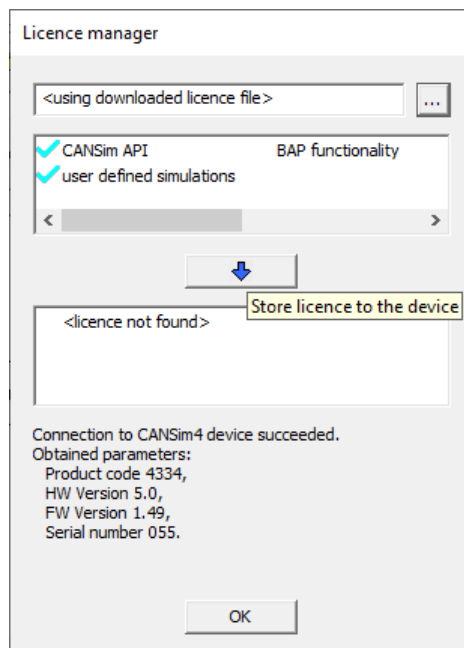 Licence manager
<using downloaded licence file>
...
CANSim API BAP functionality
user defined simulations
Store licence to the device
<licence not found>
Connection to CANSim4 device succeeded.
Obtained parameters:
Product code 4334,
HW Version 5.0,
FW Version 1.49,
Serial number 055.
OK